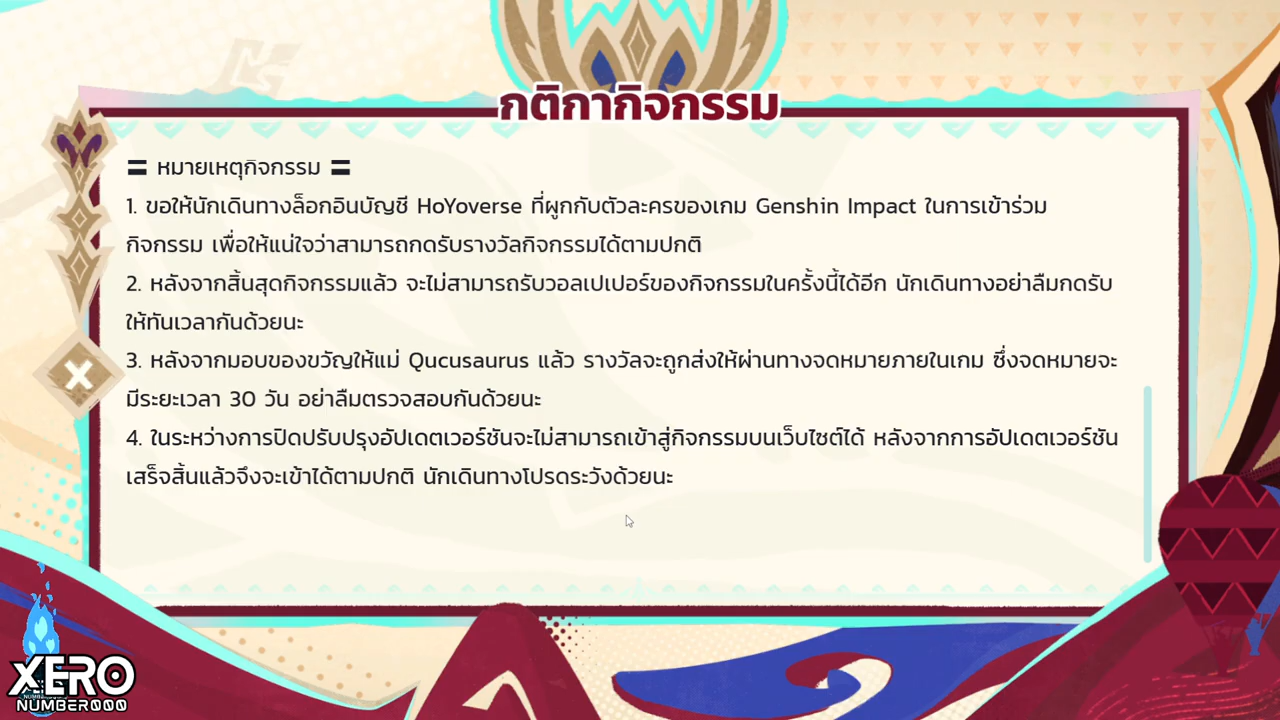 กติกากิจกรรม
〓 หมายเหตุกิจกรรม 〓
1. ขอให้นักเดินทางล็อกอินบัญชี HoYoverse ที่ผูกกับตัวละครของเกม Genshin Impact ในการเข้าร่วม
กิจกรรม เพื่อให้แน่ใจว่าสามารถกดรับรางวัลกิจกรรมได้ตามปกติ
2. หลังจากสิ้นสุดกิจกรรมแล้ว จะไม่สามารถรับวอลเปเปอร์ของกิจกรรมในครั้งนี้ได้อีก นักเดินทางอย่าลืมกดรับ
ให้ทันเวลากันด้วยนะ
3. หลังจากมอบของขวัญให้แม่ Qucusaurus แล้ว รางวัลจะถูกส่งให้ผ่านทางจดหมายภายในเกม ซึ่งจดหมายจะ
มีระยะเวลา 30 วัน อย่าลืมตรวจสอบกันด้วยนะ
4. ในระหว่างการปิดปรับปรุงอัปเดตเวอร์ชันจะไม่สามารถเข้าสู่กิจกรรมบนเว็บไซต์ได้ หลังจากการอัปเดตเวอร์ชัน
เสร็จสิ้นแล้วจึงจะเข้าได้ตามปกติ นักเดินทางโปรดระวังด้วยนะ
XERO
NUMBER000